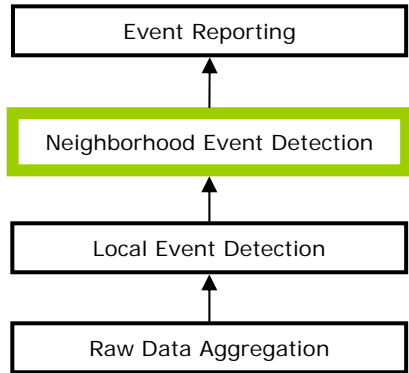 Event Reporting
Neighborhood Event Detection
Local Event Detection
Raw Data Aggregation